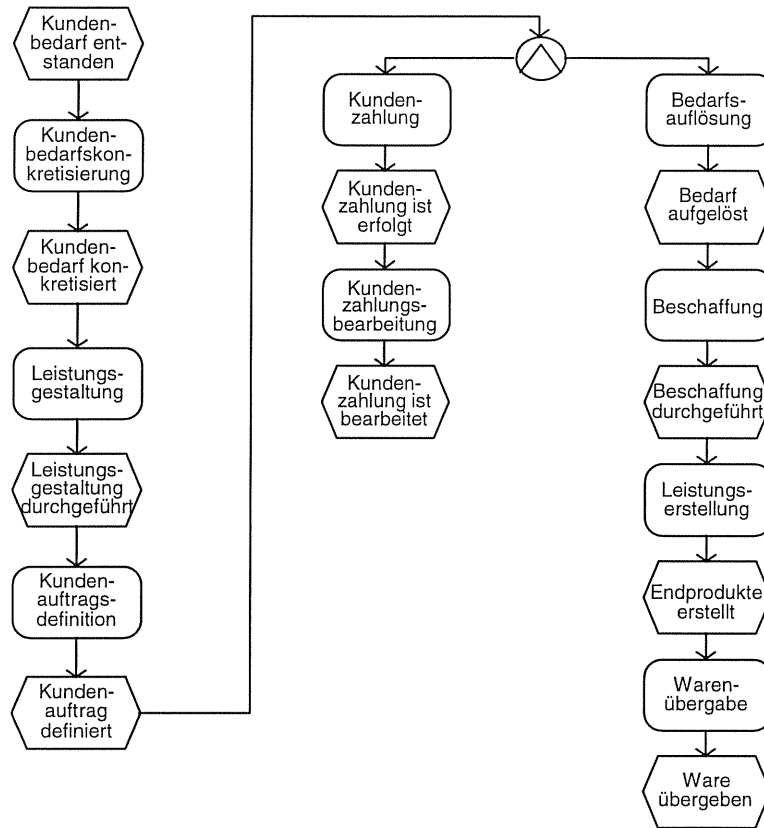 Kunden-
bedarf ent-
standen
Kunden-
bedarfskon-
kretisierung
Kunden-
bedarf kon-
kretisiert
Leistungs-
gestaltung
Leistungs-
gestaltung
durchgeführt
Kunden-
auftrags-
definition
Kunden-
auftrag
definiert
Kunden-
zahlung
Kunden-
zahlung ist
erfolgt
Kunden-
zahlungs-
bearbeitung
Kunden-
zahlung ist
bearbeitet
Bedarfs-
auflösung
Bedarf
aufgelöst
Beschaffung
Beschaffung
durchgeführt
Leistungs-
erstellung
Endprodukte
erstellt
Waren-
übergabe
Ware
übergeben